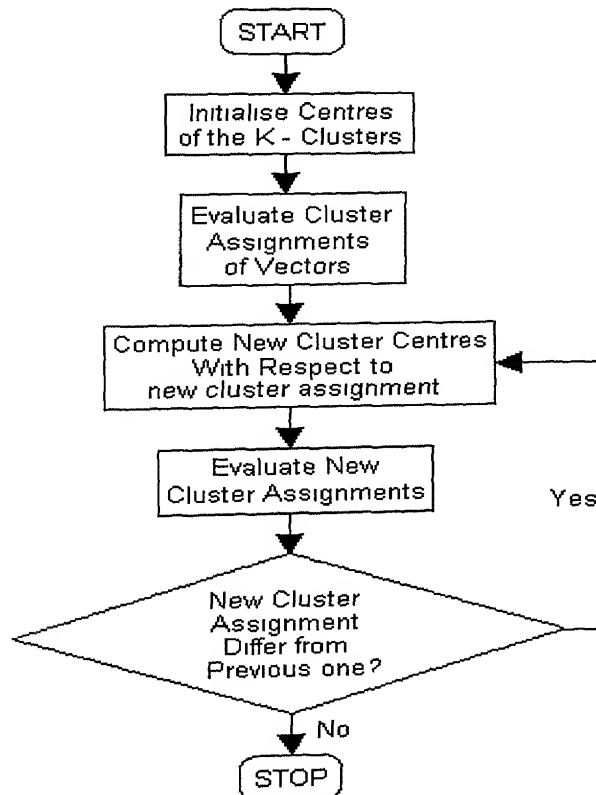 START
Initialise Centres
of the K - Clusters
Evaluate Cluster
Assignments
of Vectors
Compute New Cluster Centres
With Respect to
new cluster assignment
Evaluate New
Cluster Assignments
Yes
New Cluster
Assignment
Differ from
Previous one?
No
STOP